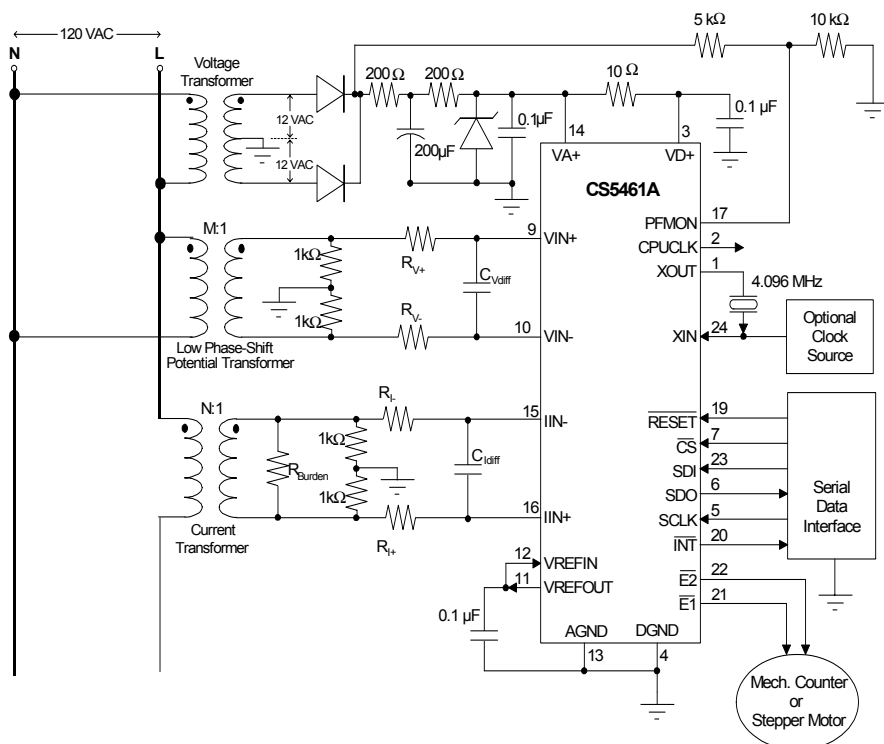 120 VAC
N
L
Voltage
Transformer
12 VAC
12 VAC
200Ω
200Ω
200µF
0.1µF
5 kΩ
10 kΩ
10 Ω
0.1 µF
14
3
VA+
VD+
CS5461A
PFMON
17
CPUCLK
2
XOUT
1
4.096 MHz
XIN
24
Optional
Clock
Source
M:1
1kΩ
1kΩ
RV+
RV-
CVdiff
9
VIN+
10
VIN-
Low Phase-Shift
Potential Transformer
N:1
RBurden
1kΩ
1kΩ
RI-
RI+
CIdiff
15
IIN-
16
IIN+
Current
Transformer
RESET
19
CS
7
SDI
23
SDO
6
SCLK
5
INT
20
Serial
Data
Interface
12
VREFIN
11
VREFOUT
0.1 µF
E2
22
E1
21
AGND
DGND
13
4
Mech. Counter
or
Stepper Motor